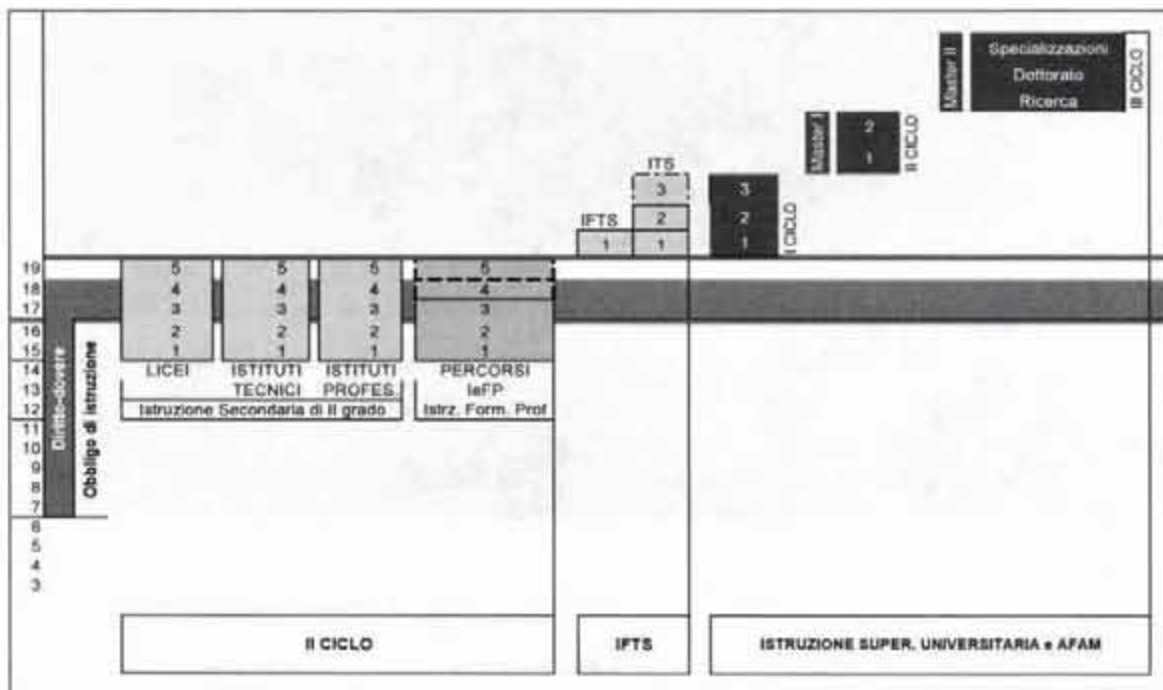 Specializzazioni
Dottorato
Ricerca
Master II
III CICLO
Master I
2
1
II CICLO
ITS
3
2
1
IFTS
1
3
2
1
I CICLO
19
18
17
16
15
14
13
12
11
10
9
8
7
6
5
4
3
Diritto-dovere
Obbligo di istruzione
5
4
3
2
1
LICEI
5
4
3
2
1
ISTITUTI
TECNICI
5
4
3
2
1
ISTITUTI
PROFES.
Istruzione Secondaria di II grado
5
4
3
2
1
PERCORSI
IeFP
Istrz. Form. Prof
II CICLO
IFTS
ISTRUZIONE SUPER. UNIVERSITARIA e AFAM